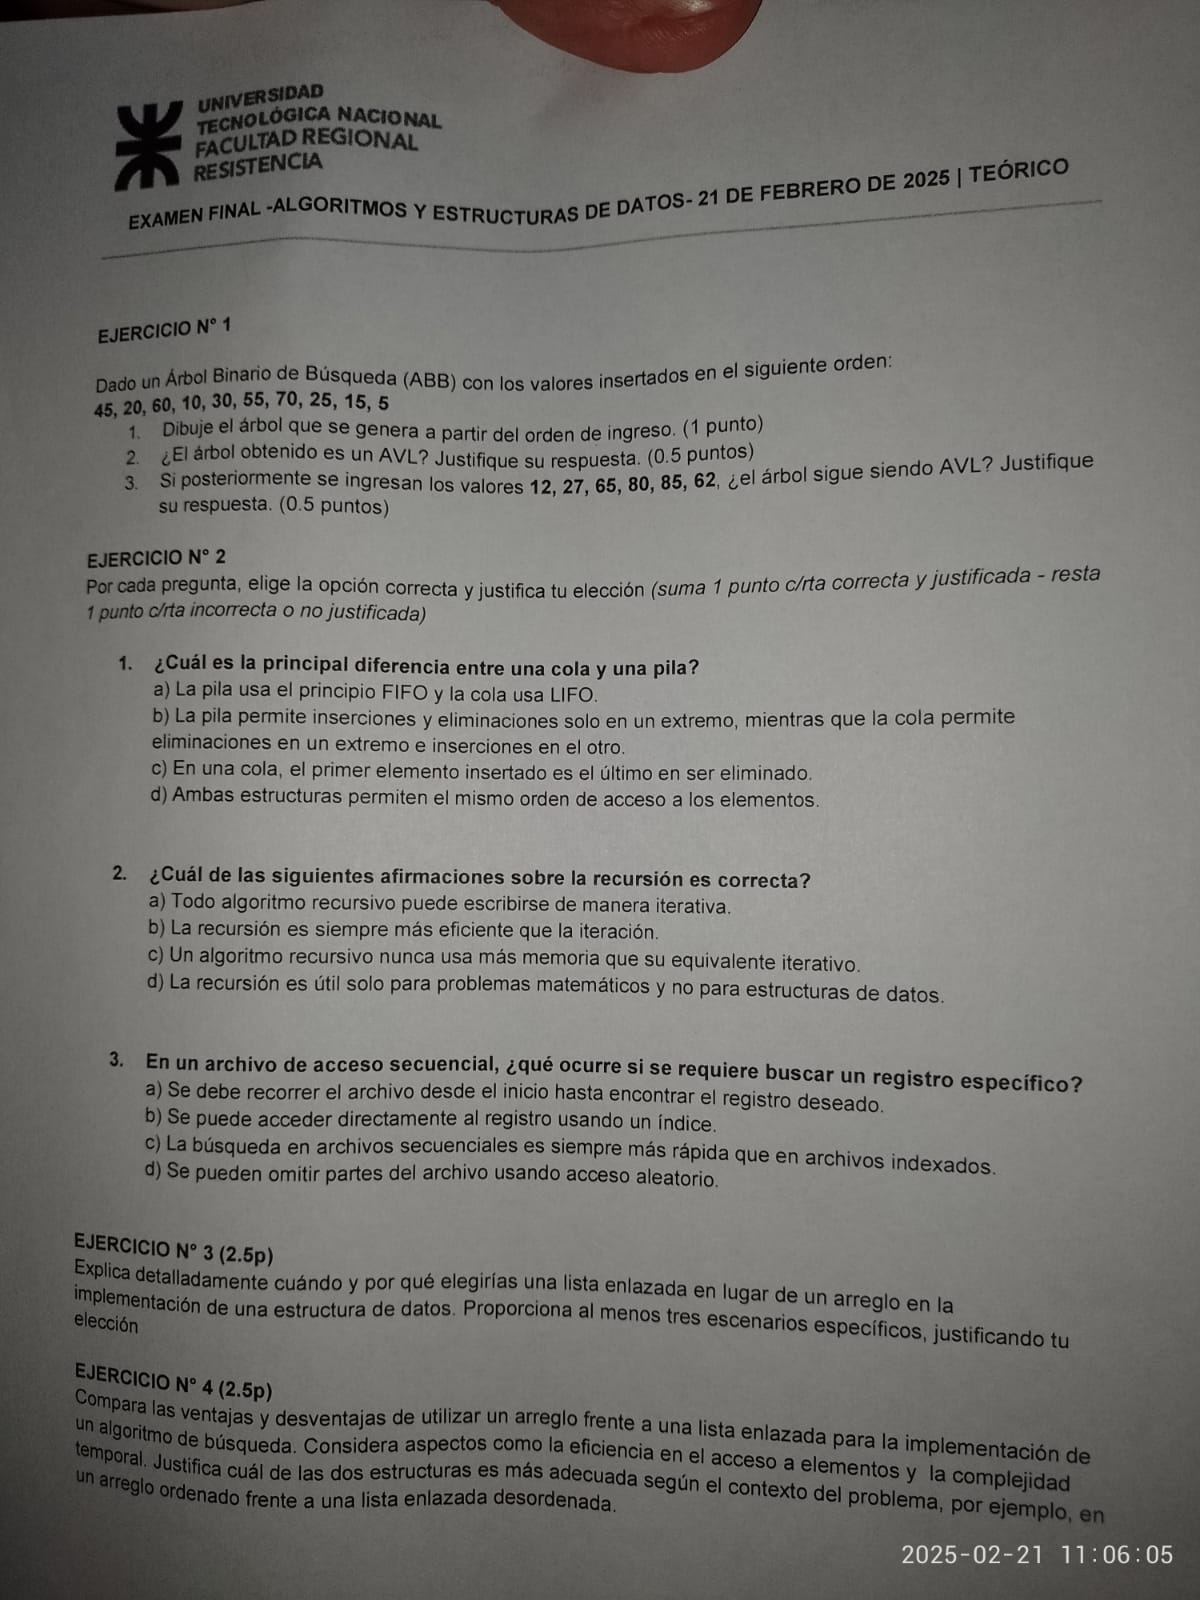 UNIVERSIDAD
TECNOLÓGICA NACIONAL
FACULTAD REGIONAL
RESISTENCIA
EXAMEN FINAL -ALGORITMOS Y ESTRUCTURAS DE DATOS- 21 DE FEBRERO DE 2025 | TEÓRICO
EJERCICIO N° 1
Dado un Árbol Binario de Búsqueda (ABB) con los valores insertados en el siguiente orden:
45, 20, 60, 10, 30, 55, 70, 25, 15, 5
1. Dibuje el árbol que se genera a partir del orden de ingreso. (1 punto)
2. ¿El árbol obtenido es un AVL? Justifique su respuesta. (0.5 puntos)
3. Si posteriormente se ingresan los valores 12, 27, 65, 80, 85, 62, ¿el árbol sigue siendo AVL? Justifique
su respuesta. (0.5 puntos)
EJERCICIO N° 2
Por cada pregunta, elige la opción correcta y justifica tu elección (suma 1 punto c/rta correcta y justificada - resta
1 punto c/rta incorrecta o no justificada)
1. ¿Cuál es la principal diferencia entre una cola y una pila?
a) La pila usa el principio FIFO y la cola usa LIFO.
b) La pila permite inserciones y eliminaciones solo en un extremo, mientras que la cola permite
eliminaciones en un extremo e inserciones en el otro.
c) En una cola, el primer elemento insertado es el último en ser eliminado.
d) Ambas estructuras permiten el mismo orden de acceso a los elementos.
2. ¿Cuál de las siguientes afirmaciones sobre la recursión es correcta?
a) Todo algoritmo recursivo puede escribirse de manera iterativa.
b) La recursión es siempre más eficiente que la iteración.
c) Un algoritmo recursivo nunca usa más memoria que su equivalente iterativo.
d) La recursión es útil solo para problemas matemáticos y no para estructuras de datos.
3. En un archivo de acceso secuencial, ¿qué ocurre si se requiere buscar un registro específico?
a) Se debe recorrer el archivo desde el inicio hasta encontrar el registro deseado.
b) Se puede acceder directamente al registro usando un índice.
c) La búsqueda en archivos secuenciales es siempre más rápida que en archivos indexados.
d) Se pueden omitir partes del archivo usando acceso aleatorio.
EJERCICIO N° 3 (2.5p)
Explica detalladamente cuándo y por qué elegirías una lista enlazada en lugar de un arreglo en la
implementación de una estructura de datos. Proporciona al menos tres escenarios específicos, justificando tu
elección
EJERCICIO N° 4 (2.5p)
Compara las ventajas y desventajas de utilizar un arreglo frente a una lista enlazada para la implementación de
un algoritmo de búsqueda. Considera aspectos como la eficiencia en el acceso a elementos y la complejidad
temporal. Justifica cuál de las dos estructuras es más adecuada según el contexto del problema, por ejemplo, en
un arreglo ordenado frente a una lista enlazada desordenada.
2025-02-21 11:06:05